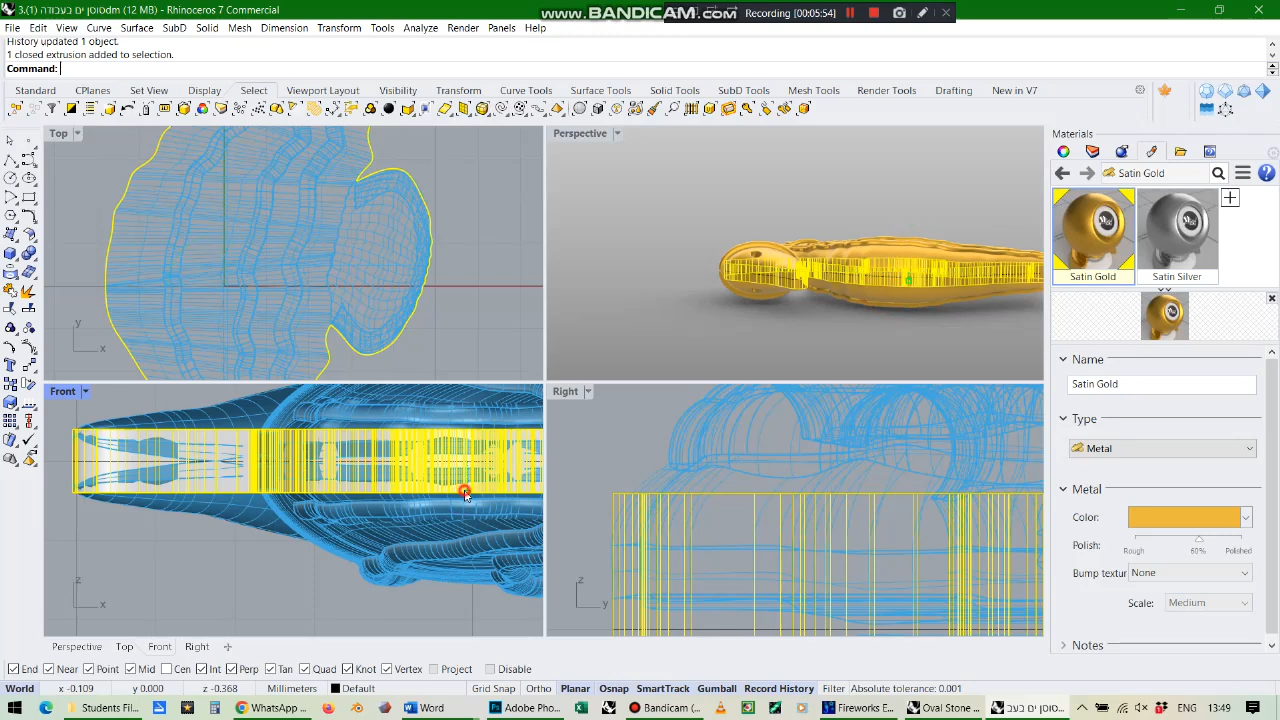 3.(1) מסטוסן ים בעבודה (12 MB) - Rhinoceros 7 Commercial
www.BANDICAM.com
Recording [00:05:54]
File Edit View Curve Surface SubD Solid Mesh Dimension Transform Tools Analyze Render Panels Help
History updated 1 object.
1 closed extrusion added to selection.
Command:
Standard CPlanes Set View Display Select Viewport Layout Visibility Transform Curve Tools Surface Tools Solid Tools SubD Tools Mesh Tools Render Tools Drafting New in V7
Top
Perspective
Materials
Satin Gold
Satin Gold Satin Silver
y
x
Front
Right
Name
Satin Gold
Type
Metal
Metal
Color:
Polish:
Rough 60% Polished
Bump textur None
Scale: Medium
z
x
z
y
Notes
Perspective Top Front Right
End Near Point Mid Cen Int Perp Tan Quad Knot Vertex Project Disable
World x -0.109 y 0.000 z -0.368 Millimeters Default Grid Snap Ortho Planar Osnap SmartTrack Gumball Record History Filter Absolute tolerance: 0.001
Students Fil... WhatsApp ... Word Adobe Pho... Bandicam (... Fireworks E... Oval Stone ... ENG 13:49